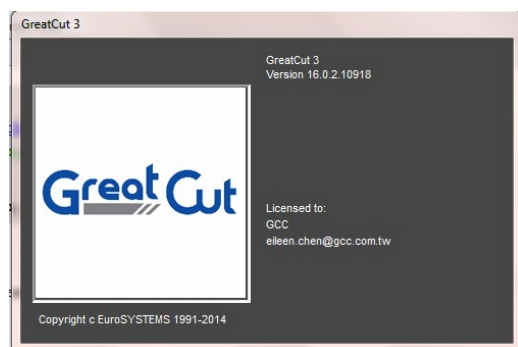 GreatCut 3
GreatCut 3
Version 16.0.2.10918
Great Cut
Licensed to:
GCC
eileen.chen@gcc.com.tw
Copyright c EuroSYSTEMS 1991-2014